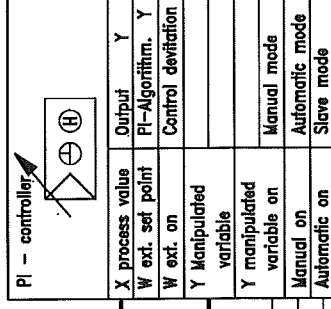 PI - controller
H
X process value Output Y
W ext. set point PI-Algorithm. Y
W ext. on Control devitation
Y Manipulated
variable
Y manipulated
variable on Manual mode
Manual on Automatic mode
Automatic on Slave mode